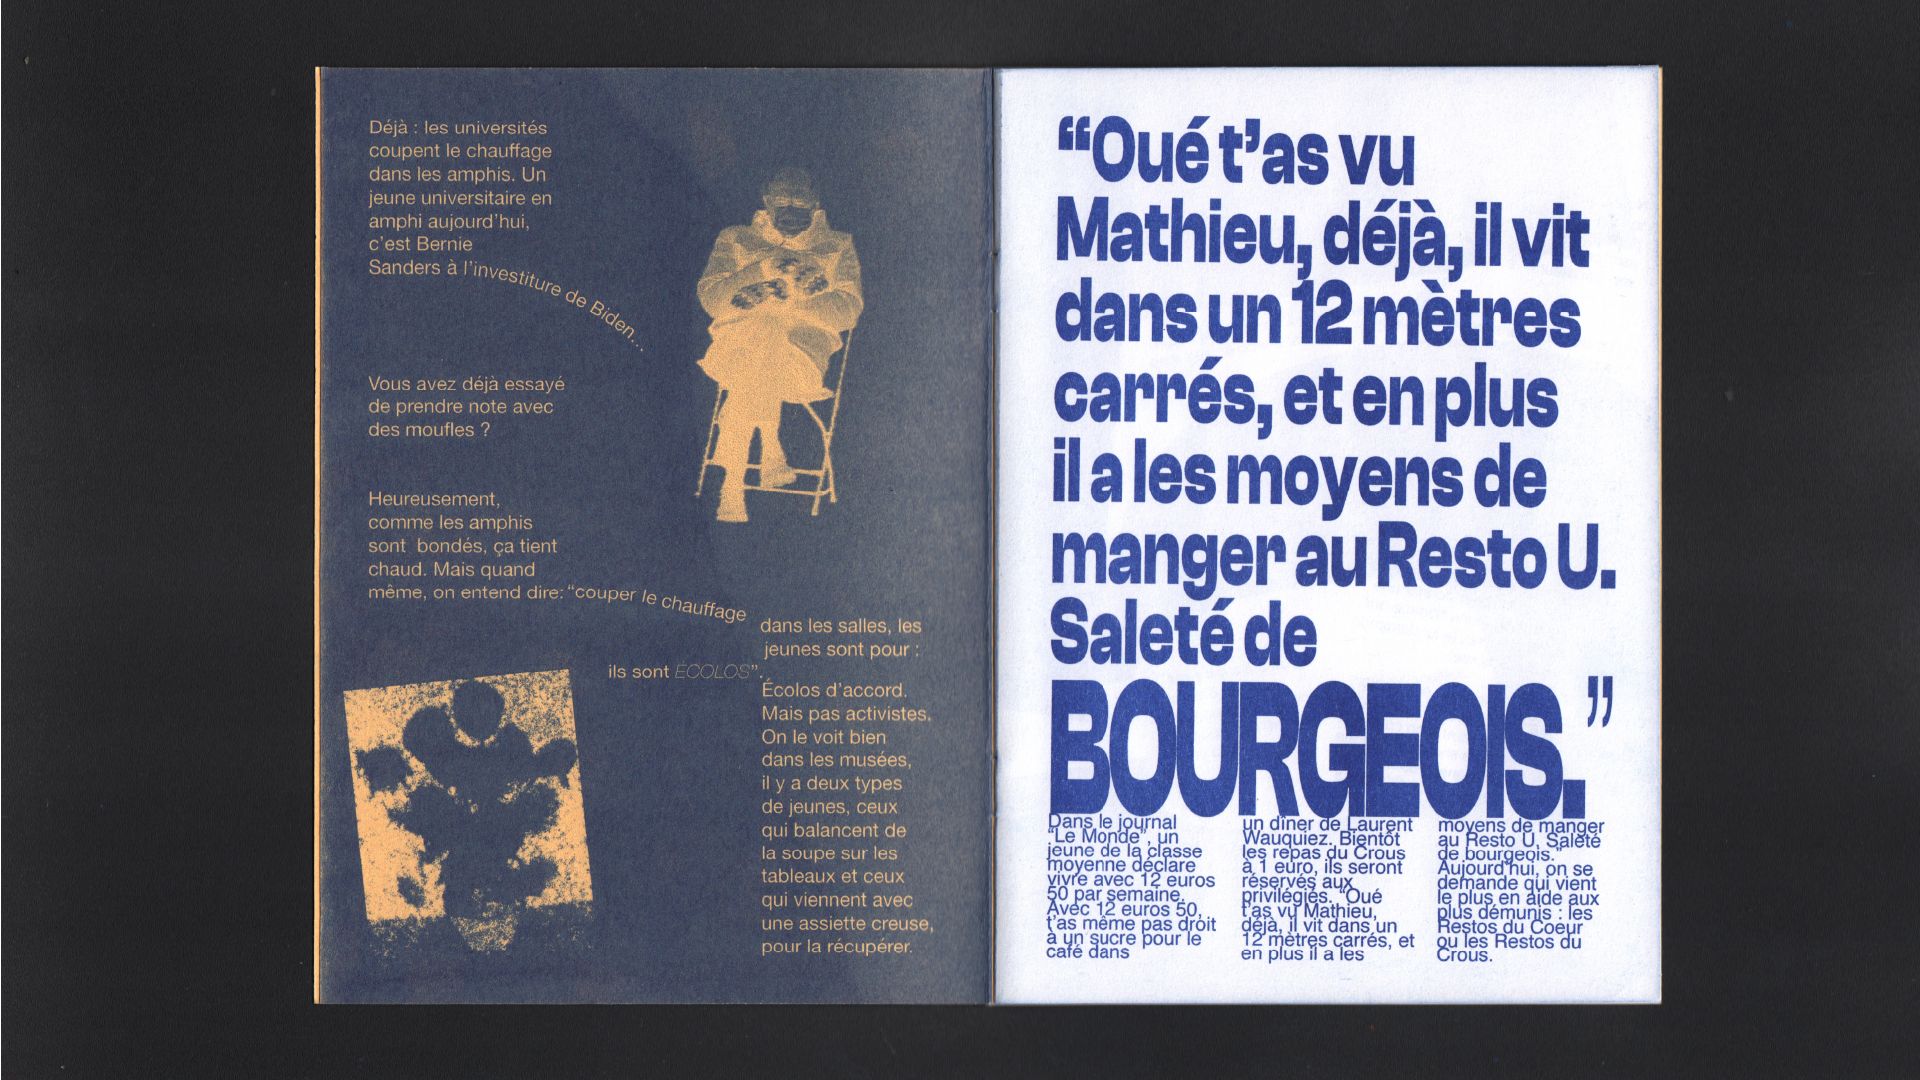 Déjà : les universités
coupent le chauffage
dans les amphis. Un
jeune universitaire en
amphi aujourd'hui,
c'est Bernie
Sanders à l'investiture de Biden...
Vous avez déjà essayé
de prendre note avec
des moufles ?
Heureusement,
comme les amphis
sont bondés, ça tient
chaud. Mais quand
même, on entend dire: “couper le chauffage
dans les salles, les
jeunes sont pour :
ils sont ÉCOLOS”.
Écolos d'accord.
Mais pas activistes.
On le voit bien
dans les musées,
il y a deux types
de jeunes, ceux
qui balancent de
la soupe sur les
tableaux et ceux
qui viennent avec
une assiette creuse,
pour la récupérer.
“Oué t'as vu
Mathieu, déjà, il vit
dans un 12 mètres
carrés, et en plus
il a les moyens de
manger au Resto U.
Saleté de
BOURGEOIS.”
Dans le journal
“Le Monde”, un
jeune de la classe
moyenne déclare
vivre avec 12 euros
50 par semaine.
Avec 12 euros 50,
t'as même pas droit
à un sucre pour le
café dans
un dîner de Laurent
Wauquiez. Bientôt
les repas du Crous
à 1 euro, ils seront
réservés aux
privilégiés. “Oué
t'as vu Mathieu,
déjà, il vit dans un
12 mètres carrés, et
en plus il a les
moyens de manger
au Resto U. Saleté
de bourgeois.”
Aujourd'hui, on se
demande qui vient
le plus en aide aux
plus démunis : les
Restos du Coeur
ou les Restos du
Crous.